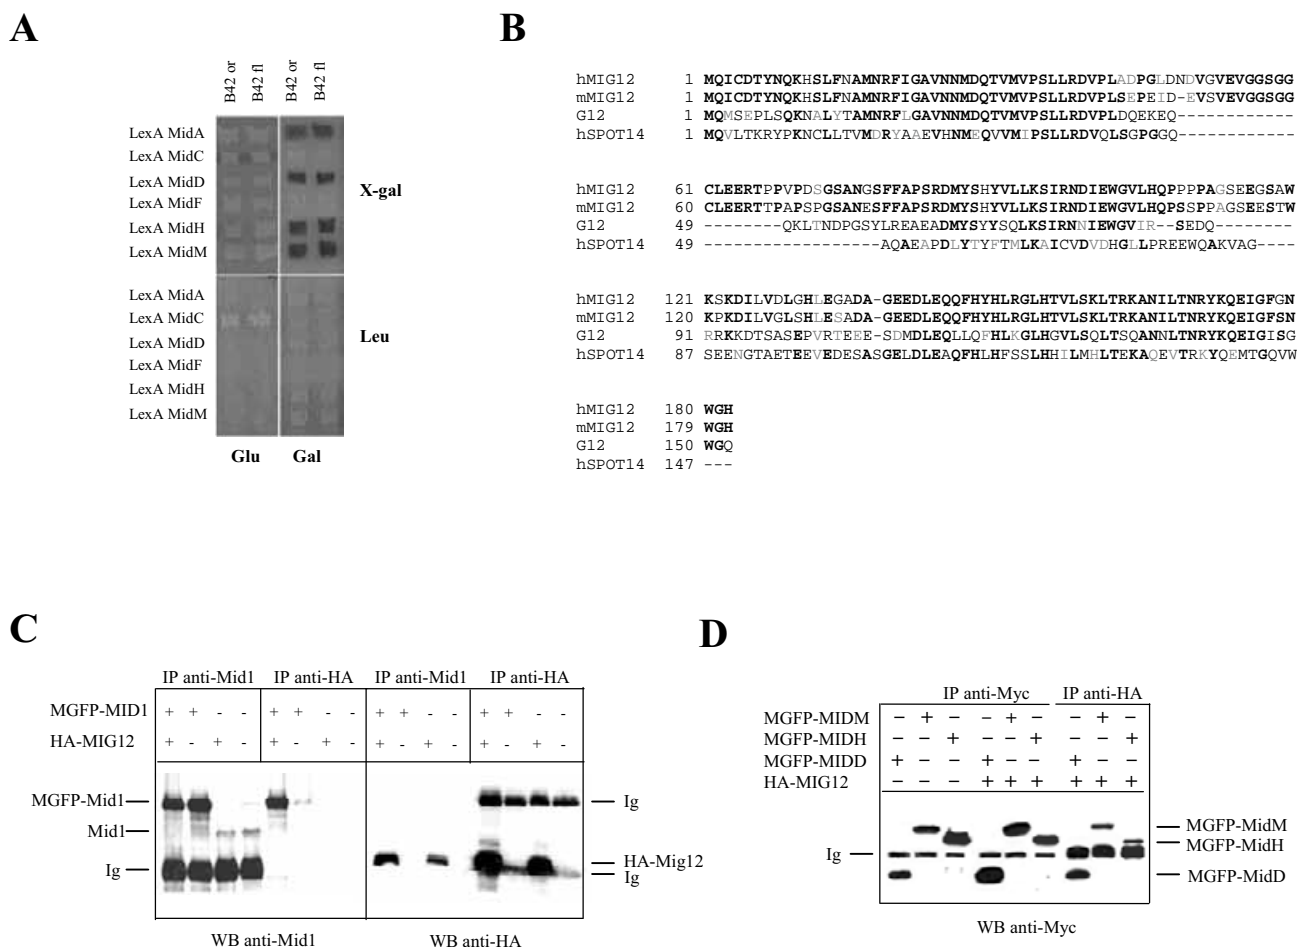 A
B42 or
B42 fl
B42 or
B42 fl
LexA MidA
LexA MidC
LexA MidD
LexA MidF
LexA MidH
LexA MidM
X-gal
LexA MidA
LexA MidC
LexA MidD
LexA MidF
LexA MidH
LexA MidM
Leu
Glu Gal
B
hMIG12 1 MQICDTYNQKHSLFNAMNRFIGAVNNMDQTVMVPSLLRDVPLADPGLDNDVGVEVGGSGG
mMIG12 1 MQICDTYNQKHSLFNAMNRFIGAVNNMDQTVMVPSLLRDVPLSEPEID-EVSVEVGGSGG
G12 1 MQMSEPLSQKNALYTAMNRFLGAVNNMDQTVMVPSLLRDVPLDQEKEQ------------
hSPOT14 1 MQVLTKRYPKNCLLTVMDRYAAEVHNMEQVVMIPSLLRDVQLSGPGGQ------------
hMIG12 61 CLEERTTPPVPDSGSANGSFFAPSRDMYSHYVLLKSIRNDIEWGVLHQPPPPAGSEEGSAW
mMIG12 60 CLEERTTPAPSPGSANESFFAPSRDMYSHYVLLKSIRNDIEWGVLHQPSSPPAGSEESTW
G12 49 --------QKLTNDPGSYLREAEADMYSYYSQLKSIRNNIEWGVIR--SEDQ--------
hSPOT14 49 ------------------AQAEAPDLYTYFTMLKAICVDVDHGLLPREEWQAKVAG----
hMIG12 121 KSKDILVDLGHLEGADA-GEEDLEQQFHYHLRGLHTVLSKLTRKANILTNRYKQEIGFGN
mMIG12 120 KPKDILVGLSHLESADA-GEEDLEQQFHYHLRGLHTVLSKLTRKANILTNRYKQEIGFSN
G12 91 RRKKDTSASEPVRTEEE-SDMDLEQLLQFHLKGLHGVLSQLTSQANNLTNRYKQEIGISG
hSPOT14 87 SEENGTAETEEVEDESASGELDLEAQFHLHFSSLHHILMHLTEKAQEVTRKYQEMTGQVW
hMIG12 180 WGH
mMIG12 179 WGH
G12 150 WGQ
hSPOT14 147 ---
C
IP anti-Mid1 IP anti-HA IP anti-Mid1 IP anti-HA
MGFP-MID1 + + - - + + - - + + - - + + - -
HA-MIG12 + - + - + - + - + - + - + - + -
MGFP-Mid1
Mid1
Ig
Ig
HA-Mig12
Ig
WB anti-Mid1 WB anti-HA
D
IP anti-Myc IP anti-HA
MGFP-MIDM − + − − + − − + −
MGFP-MIDH − − + − − + − − +
MGFP-MIDD + − − + − − + − −
HA-MIG12 − − − + + + + + +
Ig
MGFP-MidM
MGFP-MidH
MGFP-MidD
WB anti-Myc